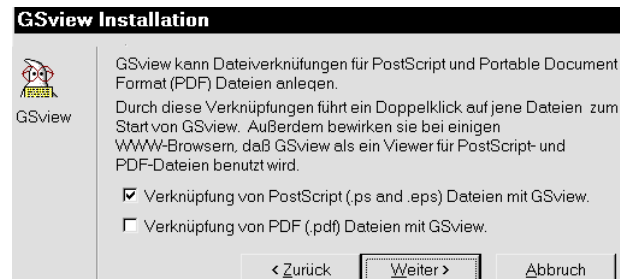 GSview Installation
GSview kann Dateiverknüfungen für PostScript und Portable Document
Format (PDF) Dateien anlegen.
GSview
Durch diese Verknüpfungen führt ein Doppelklick auf jene Dateien zum
Start von GSview. Außerdem bewirken sie bei einigen
WWW-Browsern, daß GSview als ein Viewer für PostScript- und
PDF-Dateien benutzt wird.
Verknüpfung von PostScript (.ps and .eps) Dateien mit GSview.
Verknüpfung von PDF (.pdf) Dateien mit GSview.
< Zurück Weiter > Abbruch